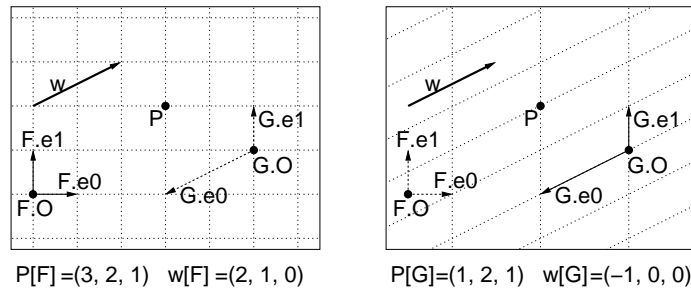 w
P
G.e1
F.e1
F.e0
G.e0
G.O
F.O
P[F] =(3, 2, 1) w[F] =(2, 1, 0)
w
P
G.e1
F.e1
F.e0
G.e0
G.O
F.O
P[G]=(1, 2, 1) w[G]=(−1, 0, 0)